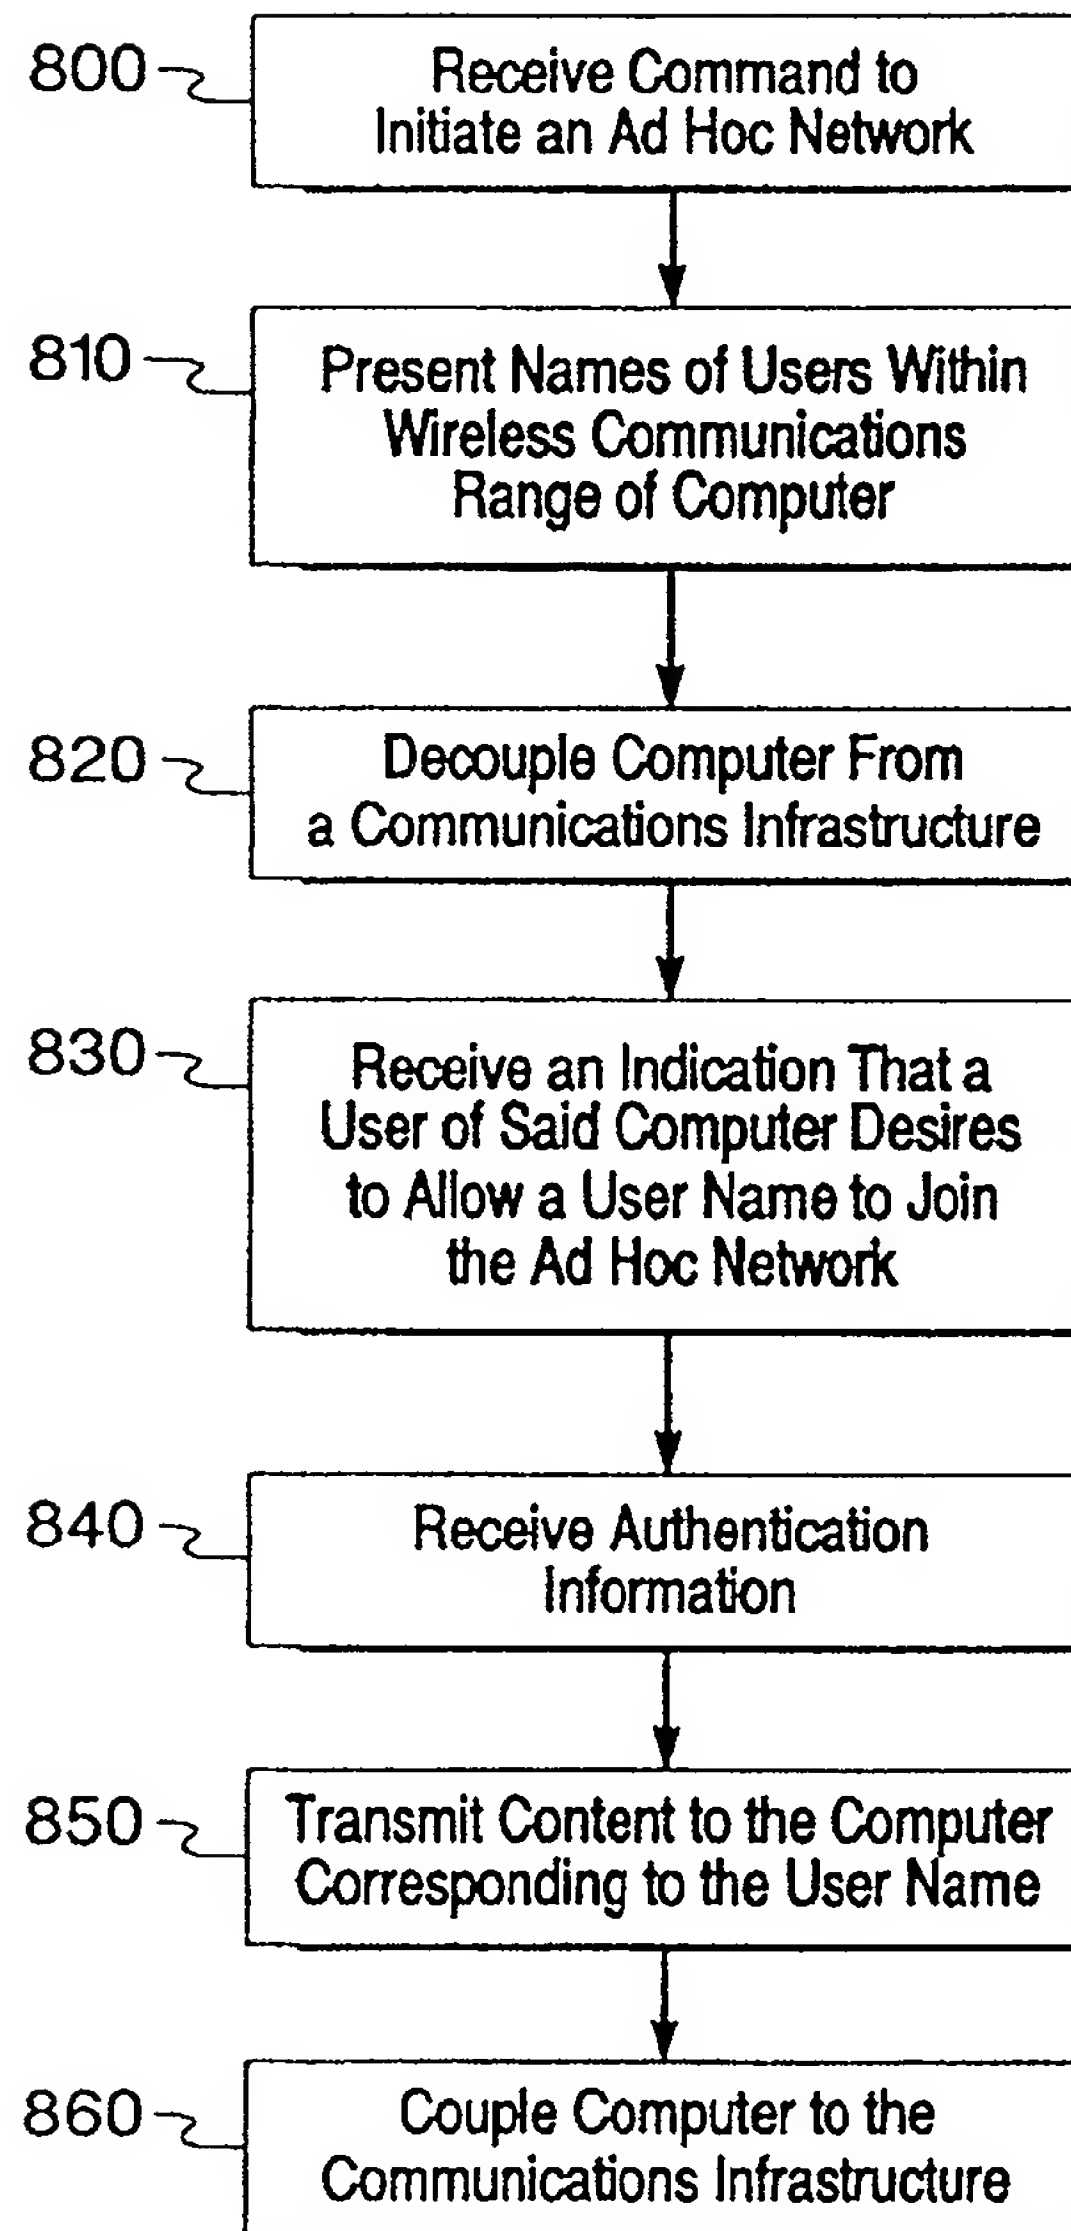 800
Receive Command to
Initiate an Ad Hoc Network
810
Present Names of Users Within
Wireless Communications
Range of Computer
820
Decouple Computer From
a Communications Infrastructure
830
Receive an Indication That a
User of Said Computer Desires
to Allow a User Name to Join
the Ad Hoc Network
840
Receive Authentication
Information
850
Transmit Content to the Computer
Corresponding to the User Name
860
Couple Computer to the
Communications Infrastructure